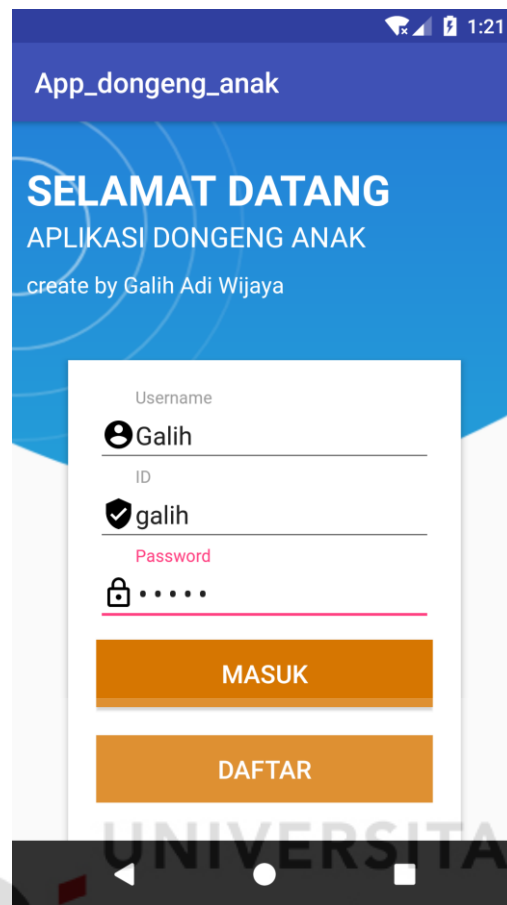 1:21
App_dongeng_anak
SELAMAT DATANG
APLIKASI DONGENG ANAK
create by Galih Adi Wijaya
Username
Galih
ID
galih
Password
•••••
MASUK
DAFTAR
UNIVERSITA